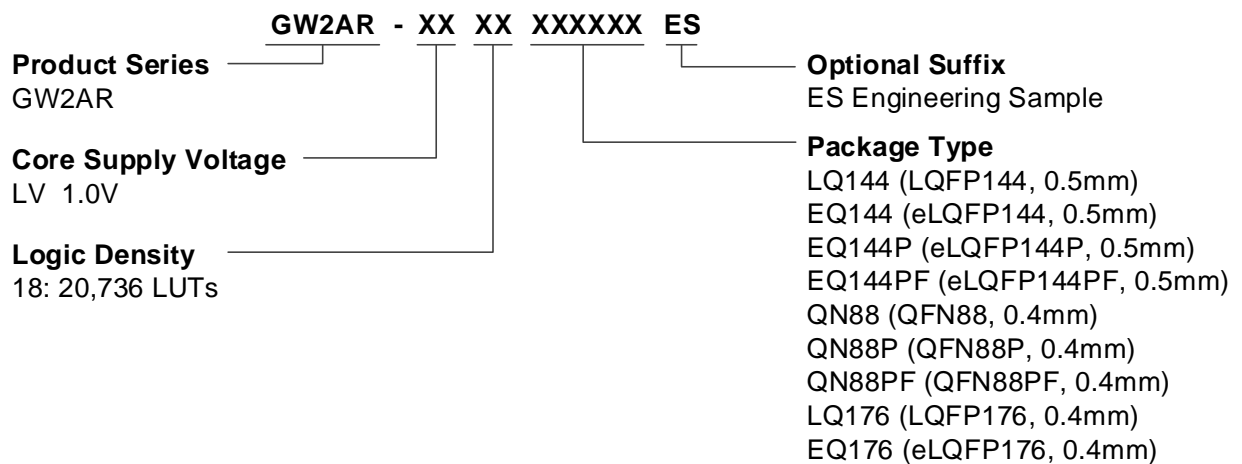 GW2AR - XX XX XXXXXX ES
Product Series
GW2AR
Core Supply Voltage
LV 1.0V
Logic Density
18: 20,736 LUTs
Optional Suffix
ES Engineering Sample
Package Type
LQ144 (LQFP144, 0.5mm)
EQ144 (eLQFP144, 0.5mm)
EQ144P (eLQFP144P, 0.5mm)
EQ144PF (eLQFP144PF, 0.5mm)
QN88 (QFN88, 0.4mm)
QN88P (QFN88P, 0.4mm)
QN88PF (QFN88PF, 0.4mm)
LQ176 (LQFP176, 0.4mm)
EQ176 (eLQFP176, 0.4mm)